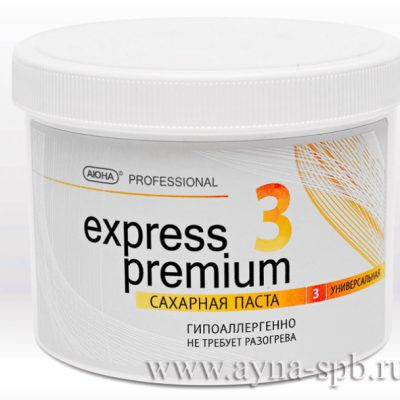 АЮНА® PROFESSIONAL
express 3
premium
САХАРНАЯ ПАСТА 3 УНИВЕРСАЛЬНАЯ
ГИПОАЛЛЕРГЕННО
НЕ ТРЕБУЕТ РАЗОГРЕВА
www.ayna-spb.ru